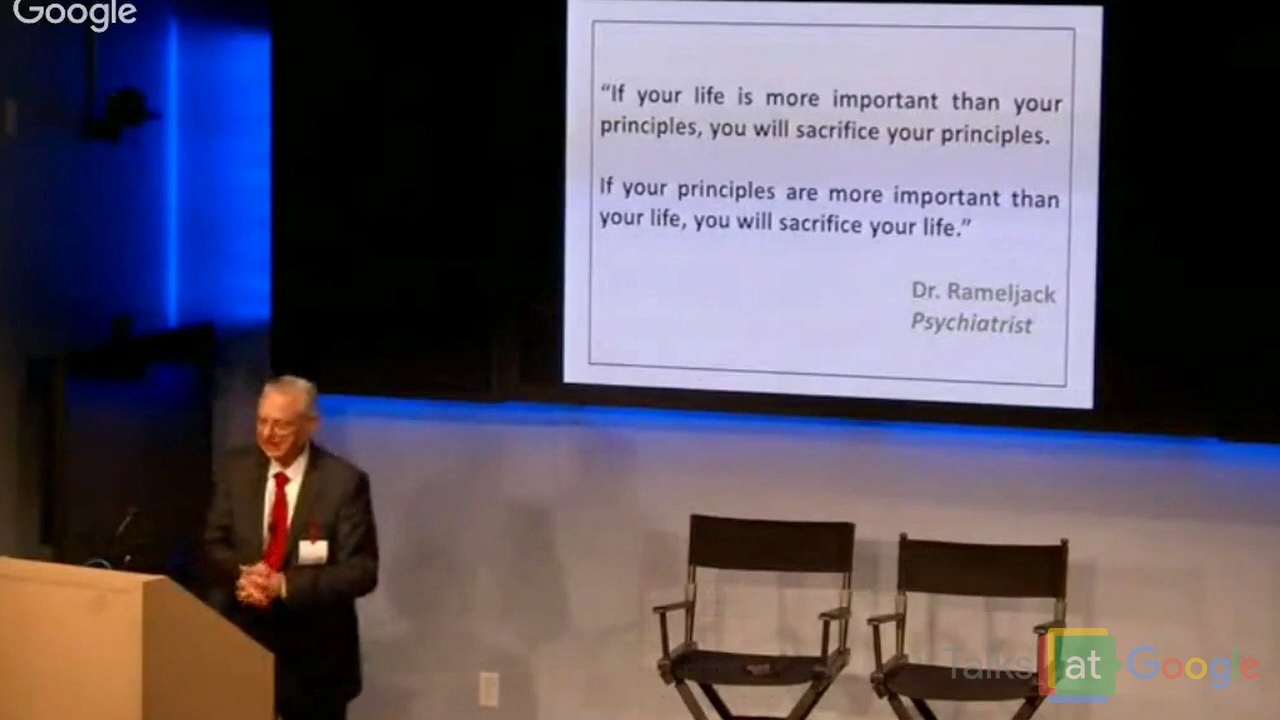 Google
“If your life is more important than your
principles, you will sacrifice your principles.
If your principles are more important than
your life, you will sacrifice your life.”
Dr. Rameljack
Psychiatrist
Talks at Google